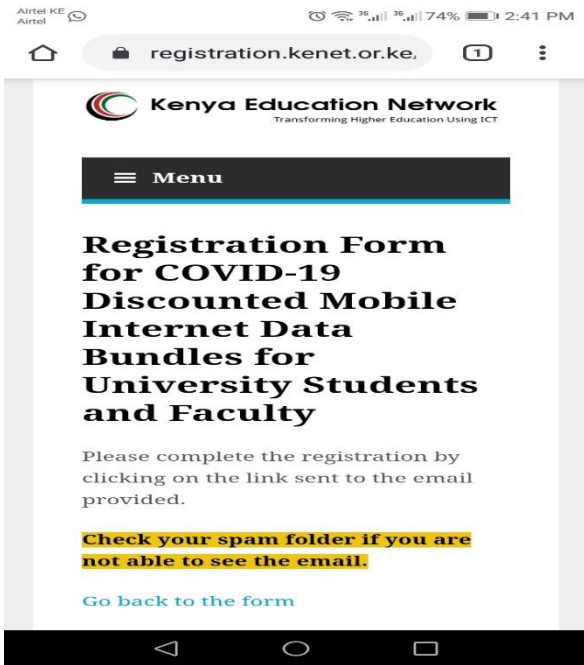 Airtel KE
Airtel
74% 2:41 PM
registration.kenet.or.ke/
1
Kenya Education Network
Transforming Higher Education Using ICT
Menu
Registration Form
for COVID-19
Discounted Mobile
Internet Data
Bundles for
University Students
and Faculty
Please complete the registration by
clicking on the link sent to the email
provided.
Check your spam folder if you are
not able to see the email.
Go back to the form